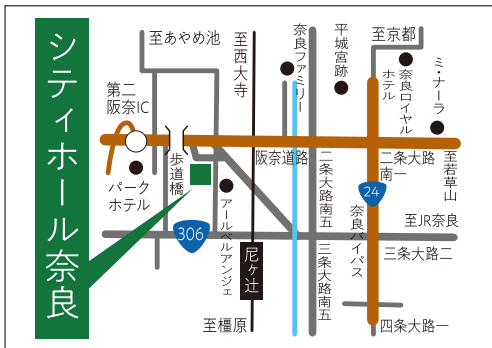 シティホール奈良
至あやめ池
至西大寺
奈良ファミリー
平城宮跡
至京都
奈良ロイヤル
ホテル
ミ・ナーラ
第二
阪奈IC
歩道橋
阪奈道路
二条大路
南一
至若草山
パーク
ホテル
アールベルアンジェ
二条大路南五
24
奈良バイパス
至JR奈良
306
尼ヶ辻
三条大路南五
三条大路二
至橿原
四条大路一